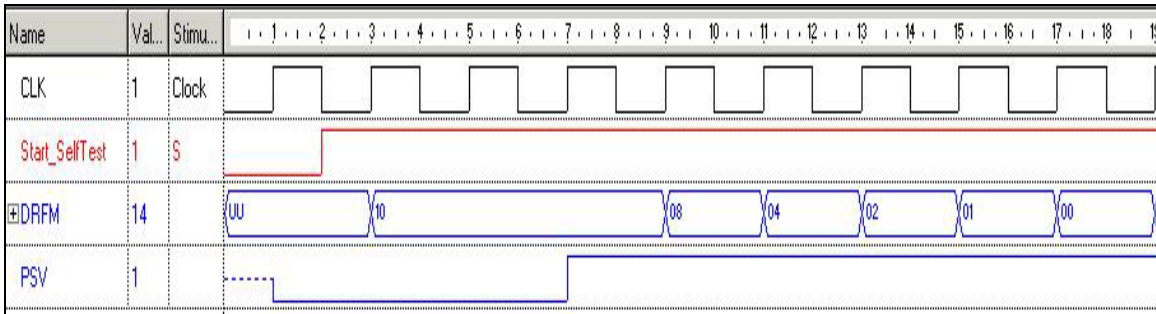 Name Val... Stimu... 1 2 3 4 5 6 7 8 9 10 11 12 13 14 15 16 17 18 19
CLK 1 Clock
Start_SelfTest 1 S
DRFM 14 UU 10 08 04 02 01 00
PSV 1